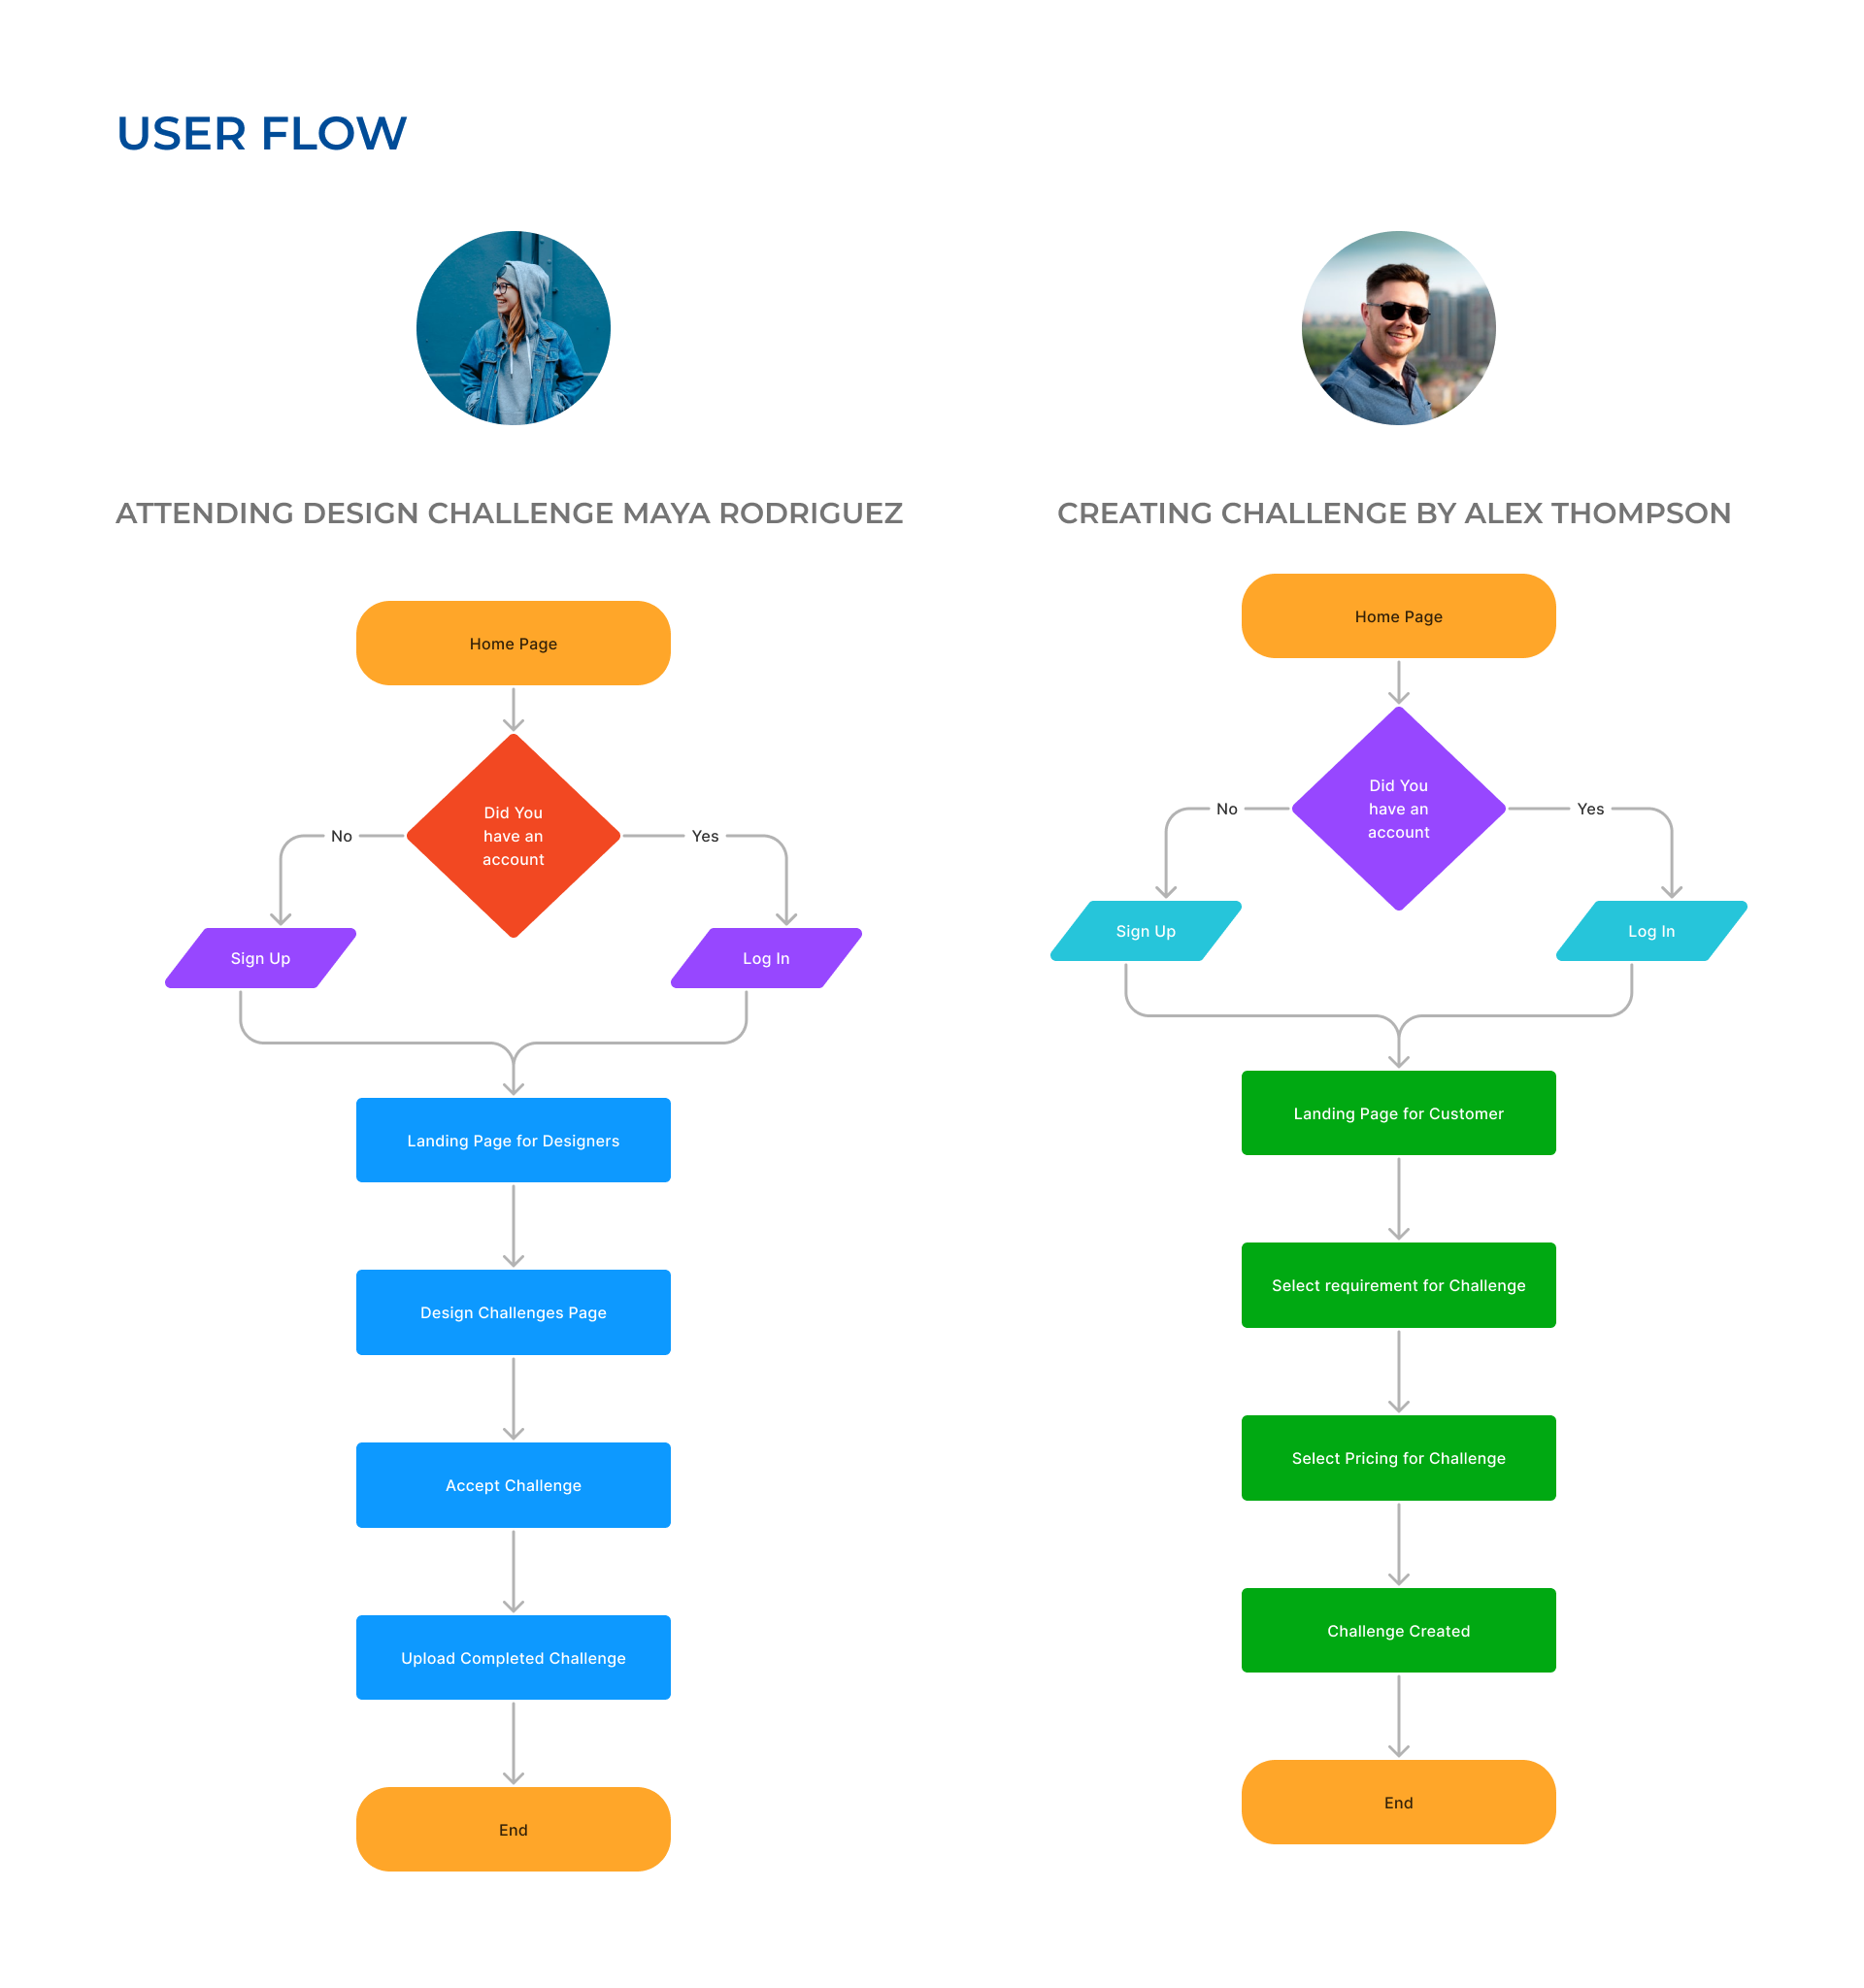 USER FLOW
ATTENDING DESIGN CHALLENGE MAYA RODRIGUEZ
Home Page
Did You
have an
account
No
Yes
Sign Up
Log In
Landing Page for Designers
Design Challenges Page
Accept Challenge
Upload Completed Challenge
End
CREATING CHALLENGE BY ALEX THOMPSON
Home Page
Did You
have an
account
No
Yes
Sign Up
Log In
Landing Page for Customer
Select requirement for Challenge
Select Pricing for Challenge
Challenge Created
End